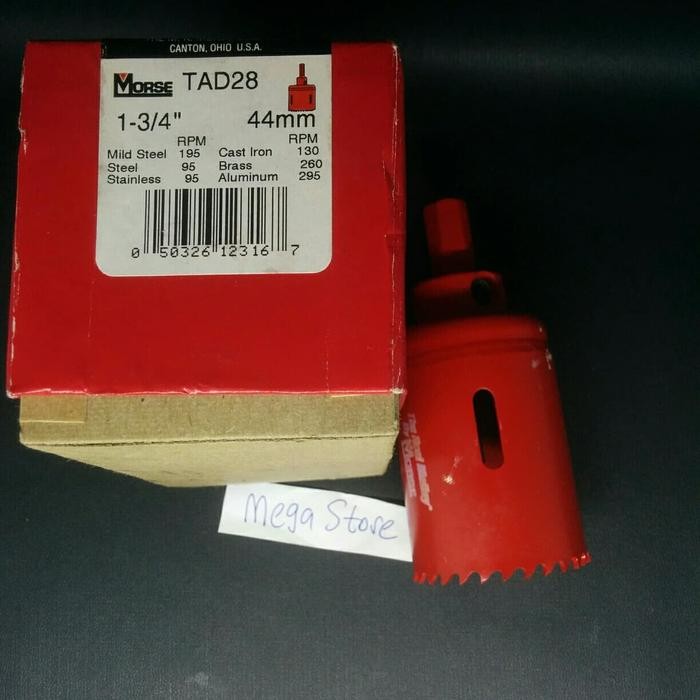 CANTON, OHIO U.S.A.
MORSE TAD28
1-3/4" 44mm
RPM RPM
Mild Steel 195 Cast Iron 130
Steel 95 Brass 260
Stainless 95 Aluminum 295
0 50326 12316 7
Mega Store